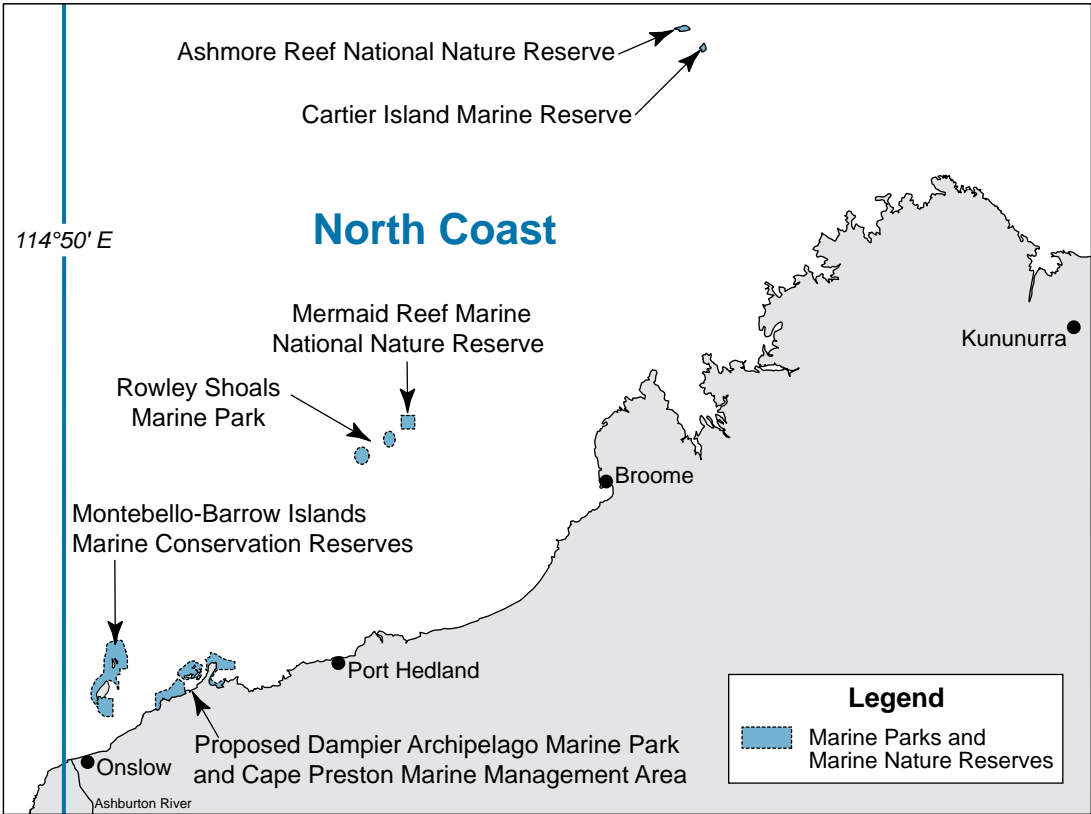 Ashmore Reef National Nature Reserve
Cartier Island Marine Reserve
North Coast
114°50' E
Mermaid Reef Marine
National Nature Reserve
Kununurra
Rowley Shoals
Marine Park
Broome
Montebello-Barrow Islands
Marine Conservation Reserves
Port Hedland
Legend
Marine Parks and
Marine Nature Reserves
Proposed Dampier Archipelago Marine Park
and Cape Preston Marine Management Area
Onslow
Ashburton River